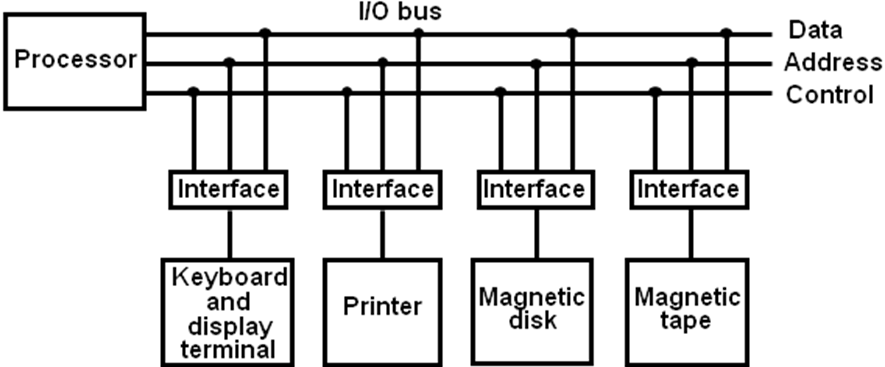 I/O bus
Processor
Data
Address
Control
Interface
Interface
Interface
Interface
Keyboard
and
display
terminal
Printer
Magnetic
disk
Magnetic
tape